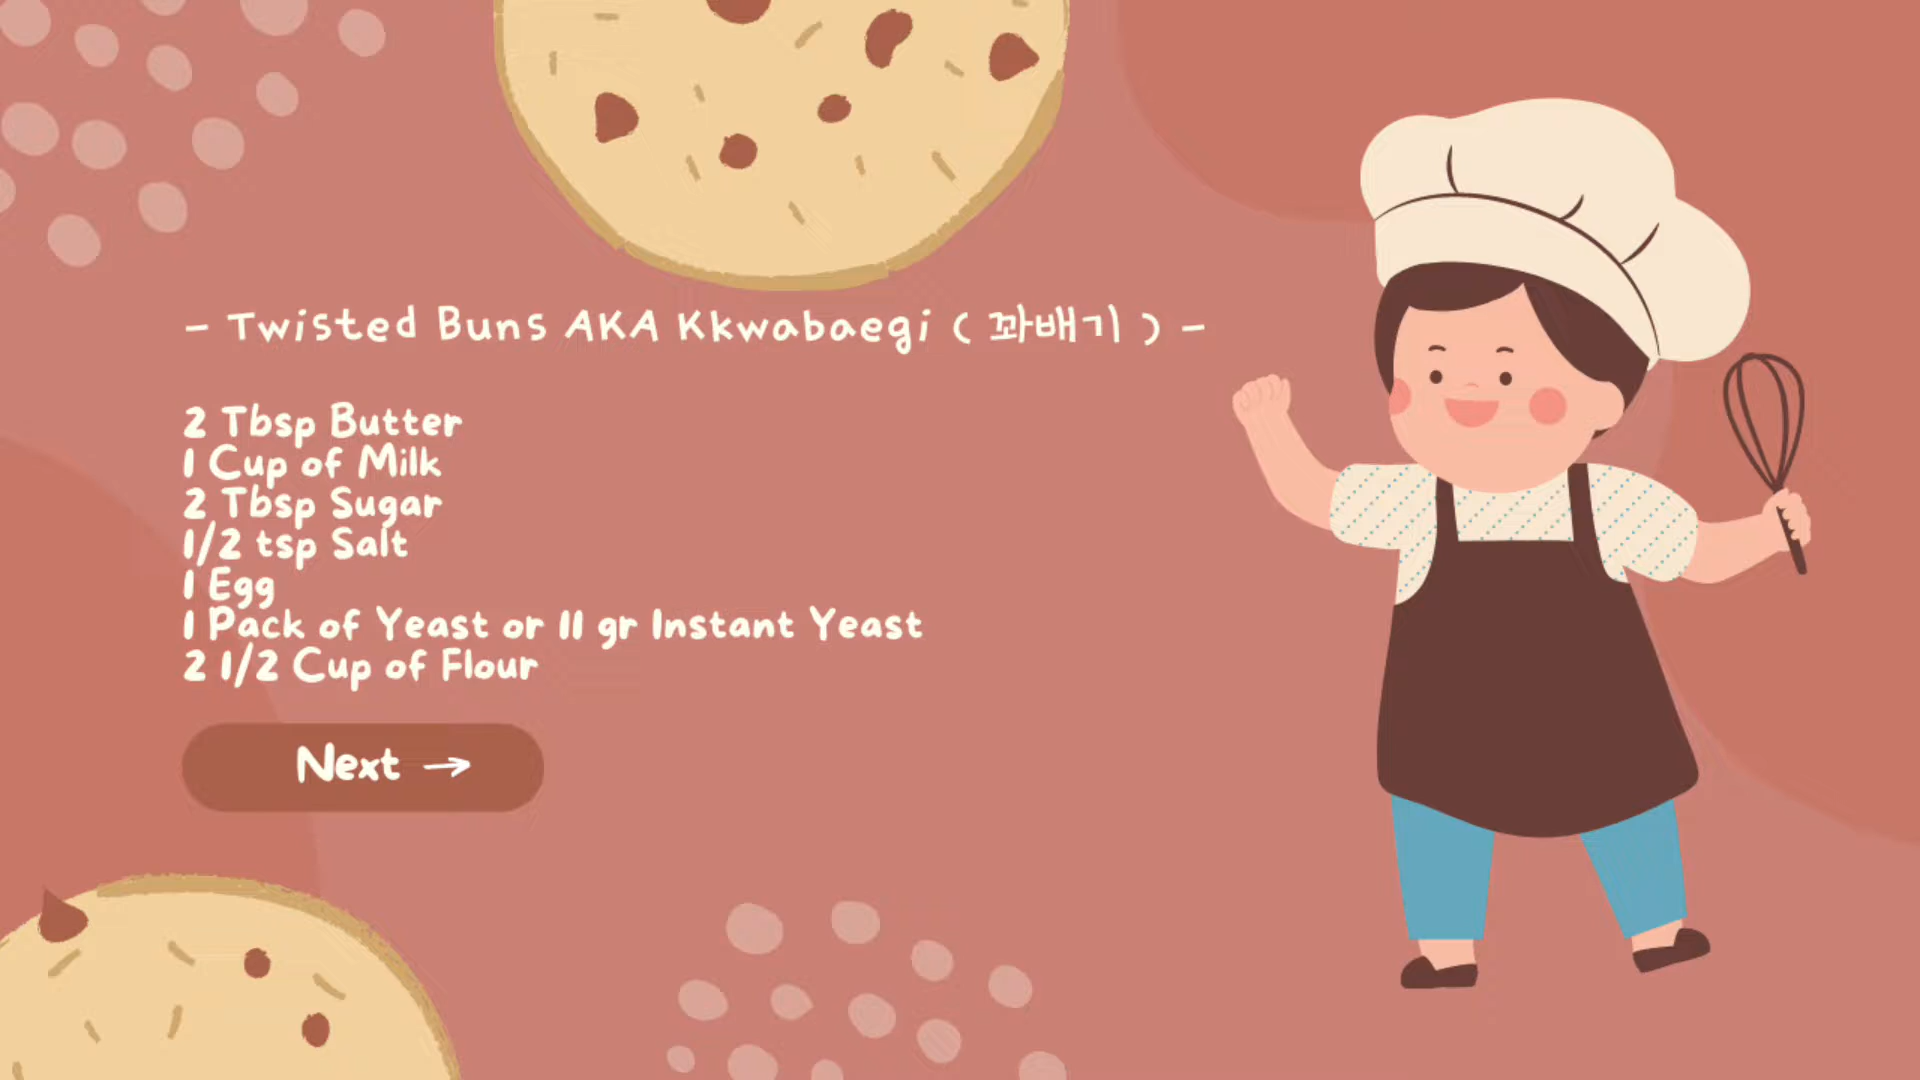 - Twisted Buns AKA Kkwabaegi ( 꽈배기 ) -
2 Tbsp Butter
1 Cup of Milk
2 Tbsp Sugar
1/2 tsp Salt
1 Egg
1 Pack of Yeast or 11 gr Instant Yeast
2 1/2 Cup of Flour
Next →